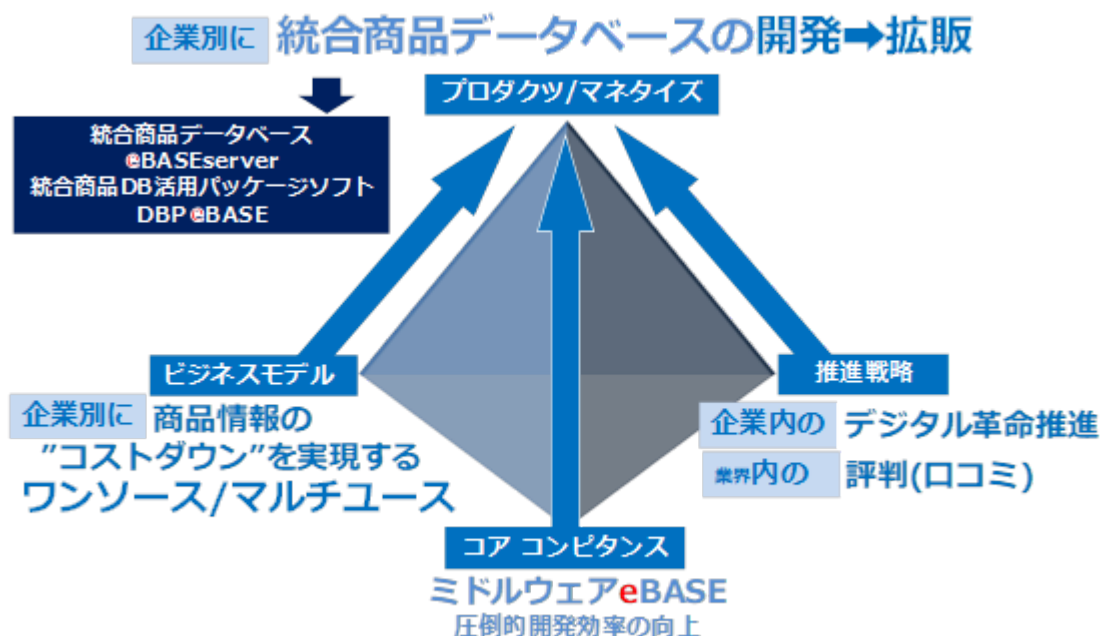 企業別に 統合商品データベースの開発➡拡販
プロダクツ/マネタイズ
統合商品データベース
eBASEserver
統合商品DB活用パッケージソフト
DBP eBASE
ビジネスモデル
企業別に 商品情報の
"コストダウン"を実現する
ワンソース/マルチユース
推進戦略
企業内の デジタル革命推進
業界内の 評判(口コミ)
コア コンピタンス
ミドルウェアeBASE
圧倒的開発効率の向上